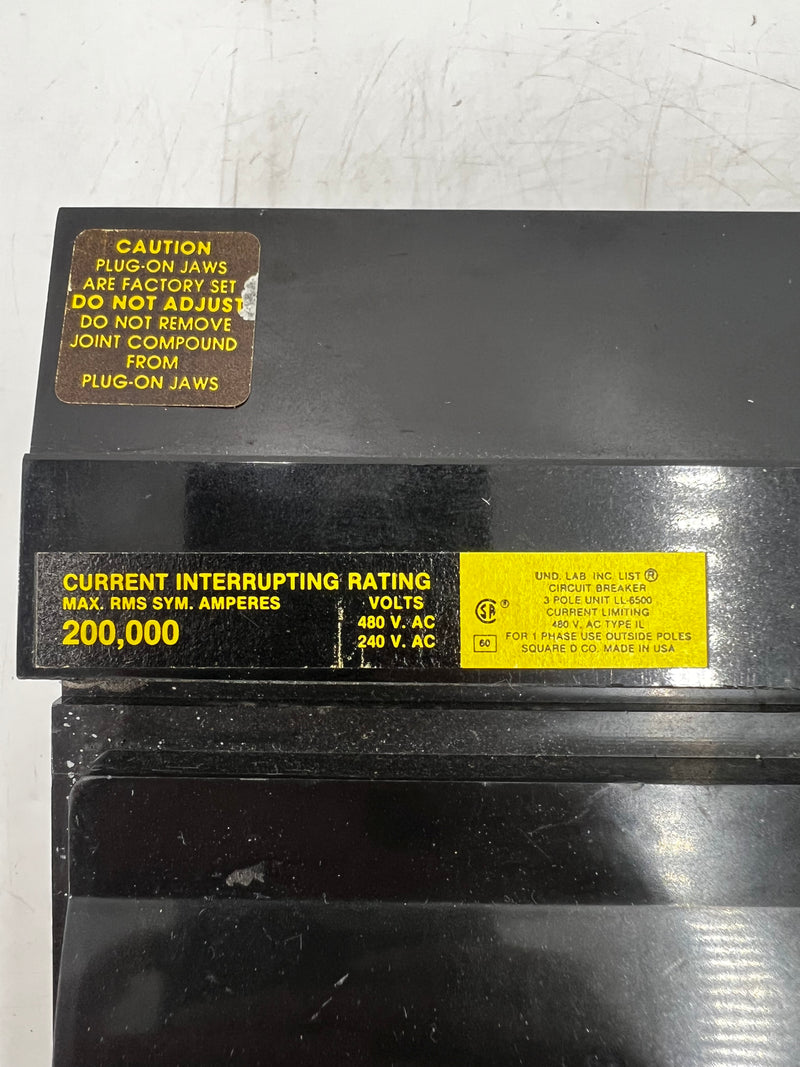 CAUTION
PLUG-ON JAWS
ARE FACTORY SET
DO NOT ADJUST
DO NOT REMOVE
JOINT COMPOUND
FROM
PLUG-ON JAWS
CURRENT INTERRUPTING RATING
MAX. RMS SYM. AMPERES VOLTS
200,000 480 V. AC
240 V. AC
UND. LAB. INC. LIST ®
CIRCUIT BREAKER
3 POLE UNIT LL-6500
CURRENT LIMITING
480 V. AC TYPE IL
FOR 1 PHASE USE OUTSIDE POLES
SQUARE D CO. MADE IN USA
SA ®
60